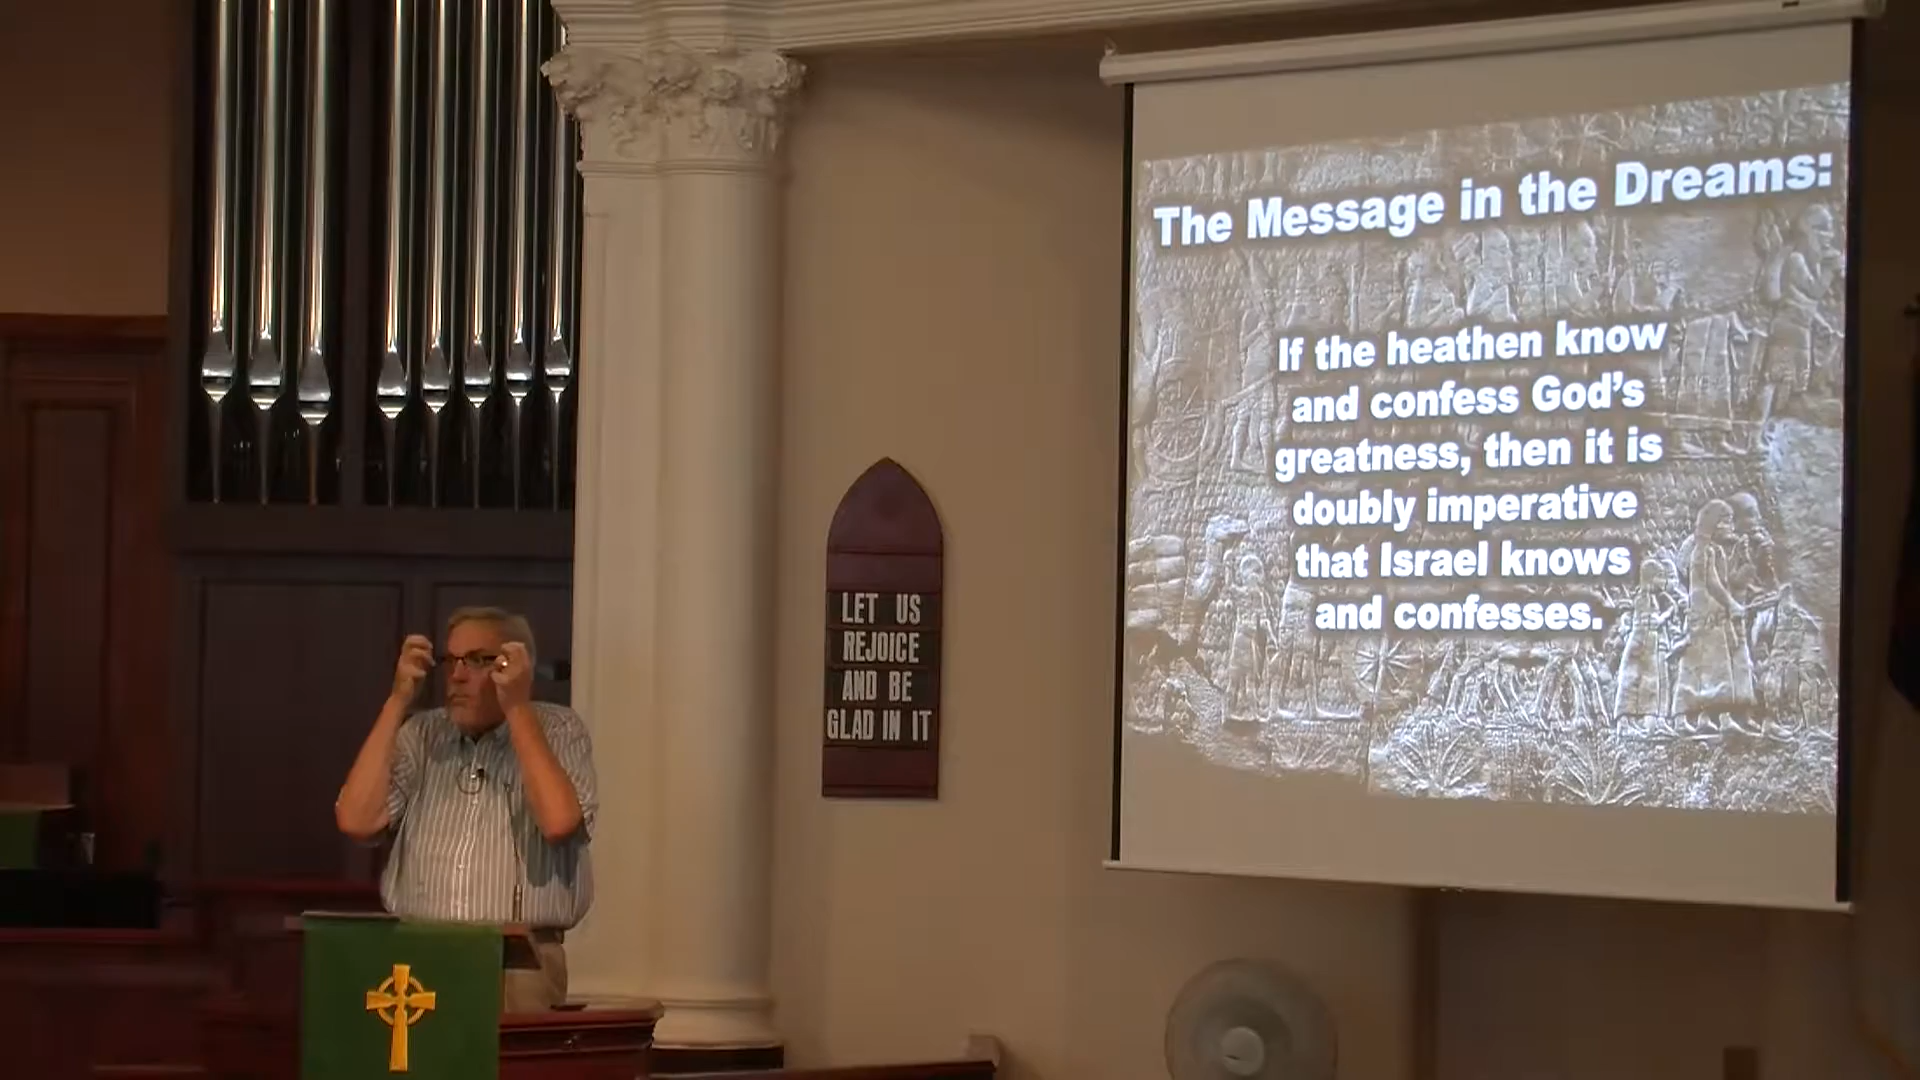 LET US
REJOICE
AND BE
GLAD IN IT
The Message in the Dreams:
If the heathen know
and confess God’s
greatness, then it is
doubly imperative
that Israel knows
and confesses.